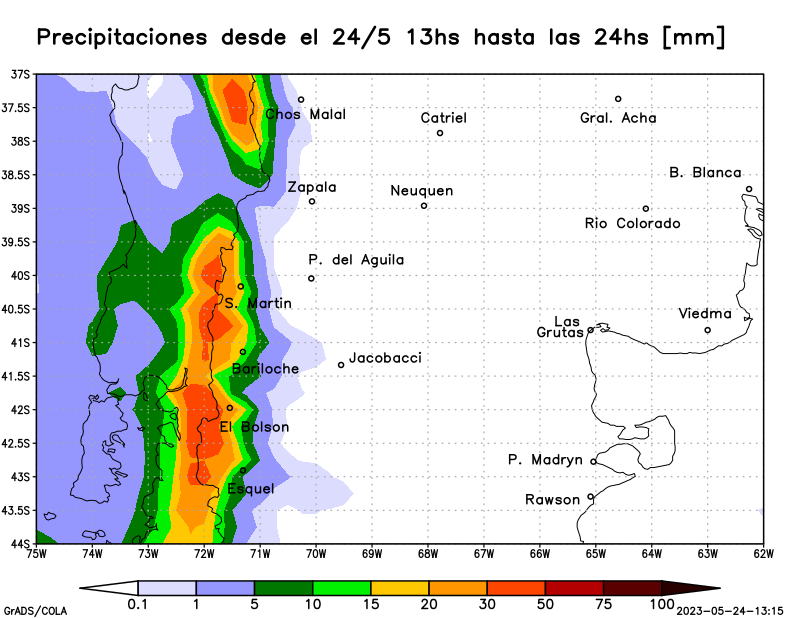 Precipitaciones desde el 24/5 13hs hasta las 24hs [mm]
37S
37.5S
38S
38.5S
39S
39.5S
40S
40.5S
41S
41.5S
42S
42.5S
43S
43.5S
44S
Chos Malal
Catriel
Gral. Acha
B. Blanca
Zapala
Neuquen
Rio Colorado
P. del Aguila
S. Martin
Viedma
Las
Grutas
Bariloche
Jacobacci
El Bolson
P. Madryn
Esquel
Rawson
75W 74W 73W 72W 71W 70W 69W 68W 67W 66W 65W 64W 63W 62W
0.1 1 5 10 15 20 30 50 75 100
GrADS/COLA
2023-05-24-13:15